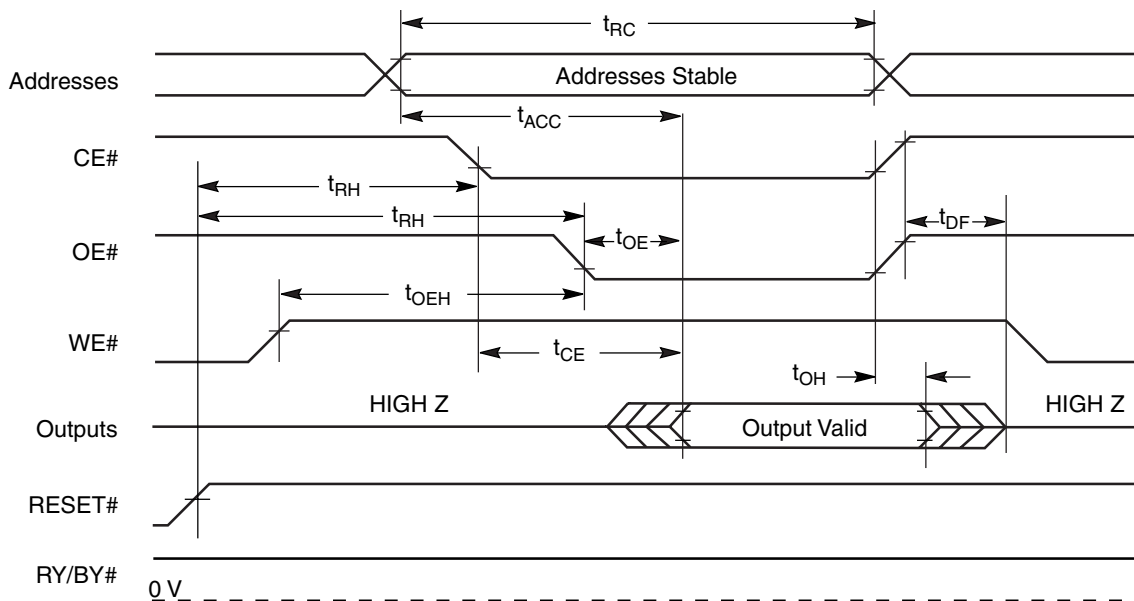 tRC
Addresses
Addresses Stable
tACC
CE#
tRH
tRH
tDF
OE#
tOE
tOEH
WE#
tCE
tOH
HIGH Z
HIGH Z
Outputs
Output Valid
RESET#
RY/BY#
0 V